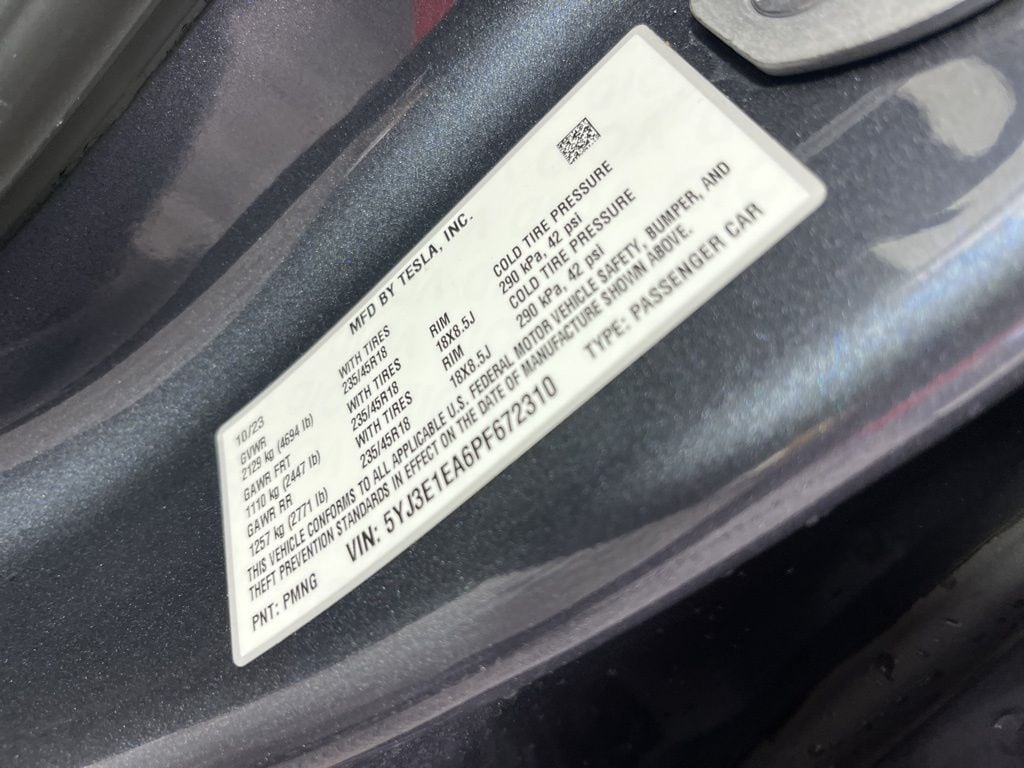 MFD BY TESLA, INC.
10/23
GVWR WITH TIRES RIM COLD TIRE PRESSURE
2129 kg (4694 lb) 235/45R18 18X8.5J 290 kPa, 42 psi
GAWR FRT WITH TIRES RIM COLD TIRE PRESSURE
1110 kg (2447 lb) 235/45R18 18X8.5J 290 kPa, 42 psi
GAWR RR WITH TIRES
1257 kg (2771 lb) 235/45R18
THIS VEHICLE CONFORMS TO ALL APPLICABLE U.S. FEDERAL MOTOR VEHICLE SAFETY, BUMPER, AND
THEFT PREVENTION STANDARDS IN EFFECT ON THE DATE OF MANUFACTURE SHOWN ABOVE.
VIN: 5YJ3E1EA6PF672310
TYPE: PASSENGER CAR
PNT: PMNG